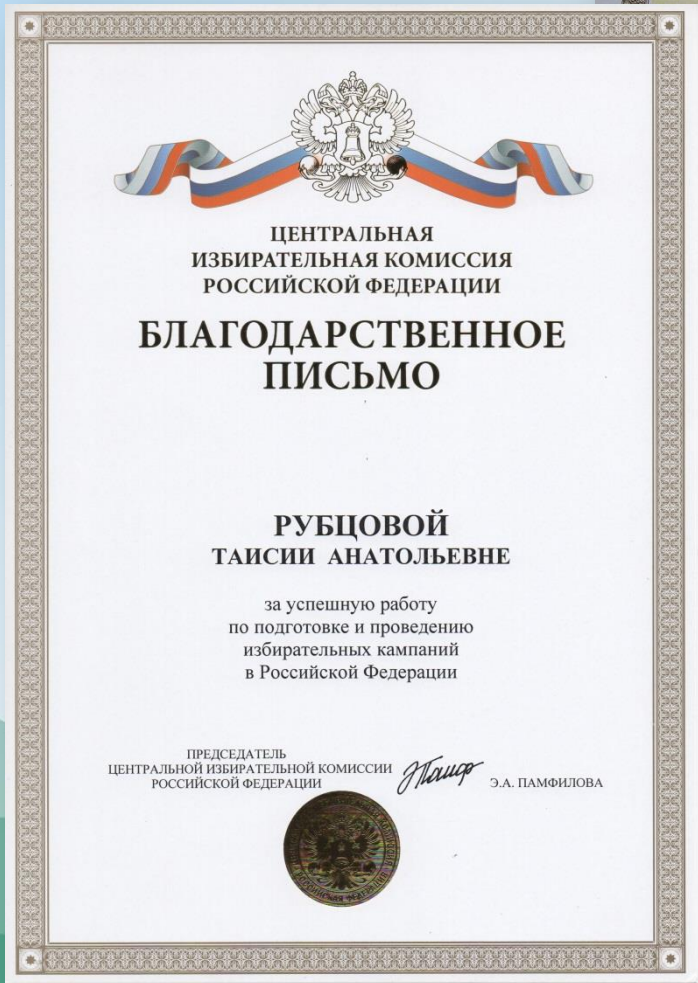 ЦЕНТРАЛЬНАЯ
ИЗБИРАТЕЛЬНАЯ КОМИССИЯ
РОССИЙСКОЙ ФЕДЕРАЦИИ
БЛАГОДАРСТВЕННОЕ
ПИСЬМО
РУБЦОВОЙ
ТАИСИИ АНАТОЛЬЕВНЕ
за успешную работу
по подготовке и проведению
избирательных кампаний
в Российской Федерации
ПРЕДСЕДАТЕЛЬ
ЦЕНТРАЛЬНОЙ ИЗБИРАТЕЛЬНОЙ КОМИССИИ
РОССИЙСКОЙ ФЕДЕРАЦИИ
Э.А. ПАМФИЛОВА